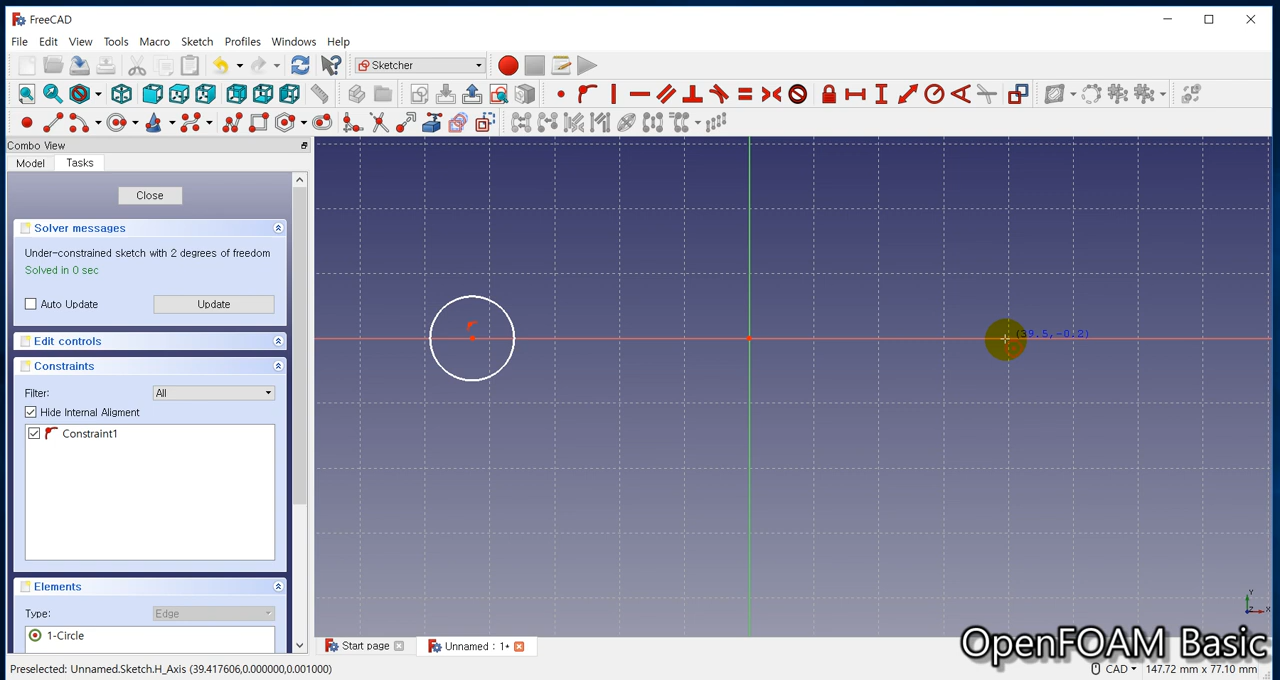 FreeCAD
File Edit View Tools Macro Sketch Profiles Windows Help
Sketcher
Combo View
Model Tasks
Close
Solver messages
Under-constrained sketch with 2 degrees of freedom
Solved in 0 sec
Auto Update Update
Edit controls
Constraints
Filter: All
Hide Internal Aligment
Constraint1
Elements
Type: Edge
1-Circle
(39.5,-0.2)
Y
Z X
Start page Unnamed : 1*
OpenFOAM Basic
Preselected: Unnamed.Sketch.H_Axis (39.417606,0.000000,0.001000) CAD 147.72 mm x 77.10 mm